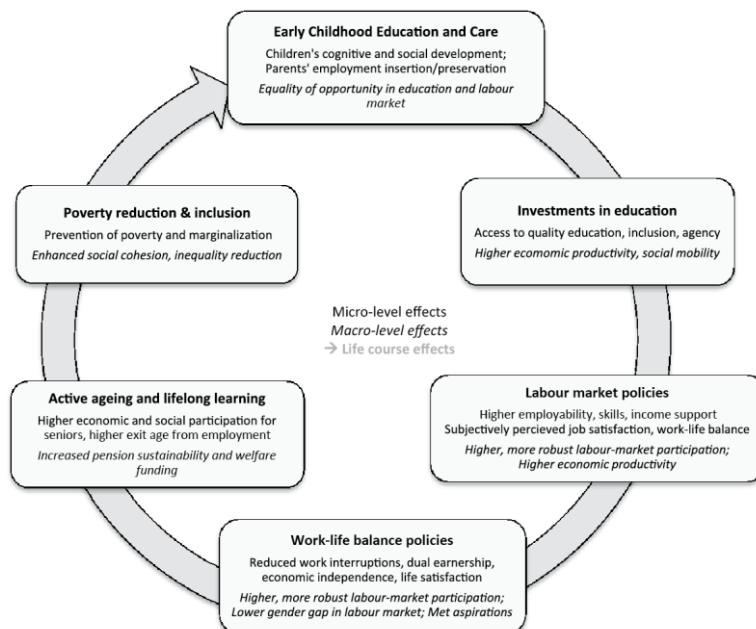 Early Childhood Education and Care
Children's cognitive and social development;
Parents' employment insertion/preservation
Equality of opportunity in education and labour
market
Investments in education
Access to quality education, inclusion, agency
Higher ecomomic productivity, social mobility
Labour market policies
Higher employability, skills, income support
Subjectively percieved job satisfaction, work-life balance
Higher, more robust labour-market participation;
Higher economic productivity
Work-life balance policies
Reduced work interruptions, dual earnership,
economic independence, life satisfaction
Higher, more robust labour-market participation;
Lower gender gap in labour market; Met aspirations
Active ageing and lifelong learning
Higher economic and social participation for
seniors, higher exit age from employment
Increased pension sustainability and welfare
funding
Poverty reduction & inclusion
Prevention of poverty and marginalization
Enhanced social cohesion, inequality reduction
Micro-level effects
Macro-level effects
→ Life course effects